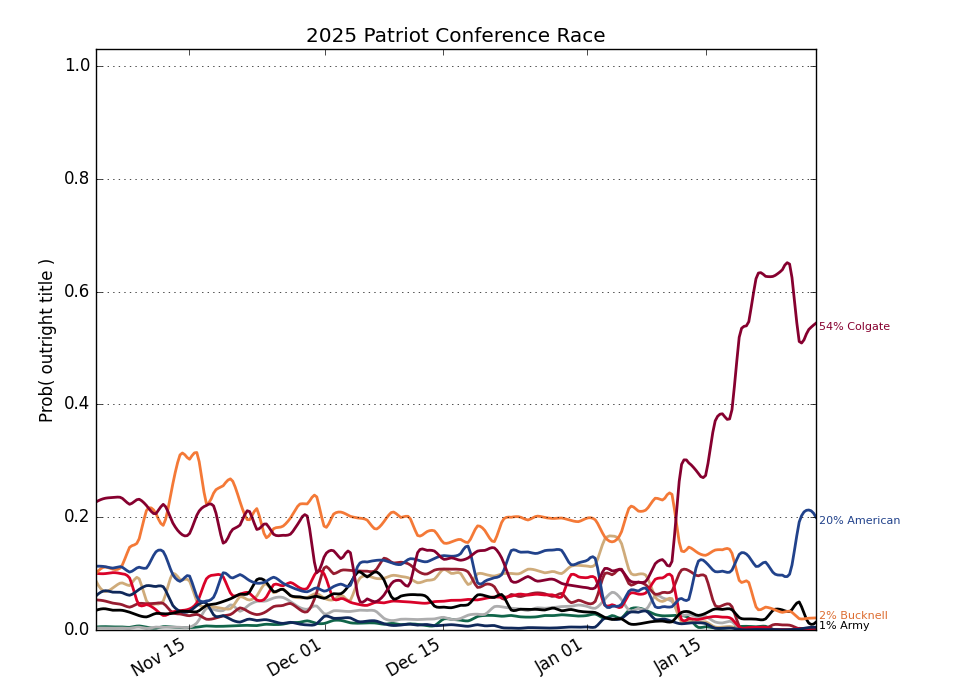 2025 Patriot Conference Race
Prob( outright title )
1.0
0.8
0.6
0.4
0.2
0.0
54% Colgate
20% American
2% Bucknell
1% Army
Nov 15
Dec 01
Dec 15
Jan 01
Jan 15